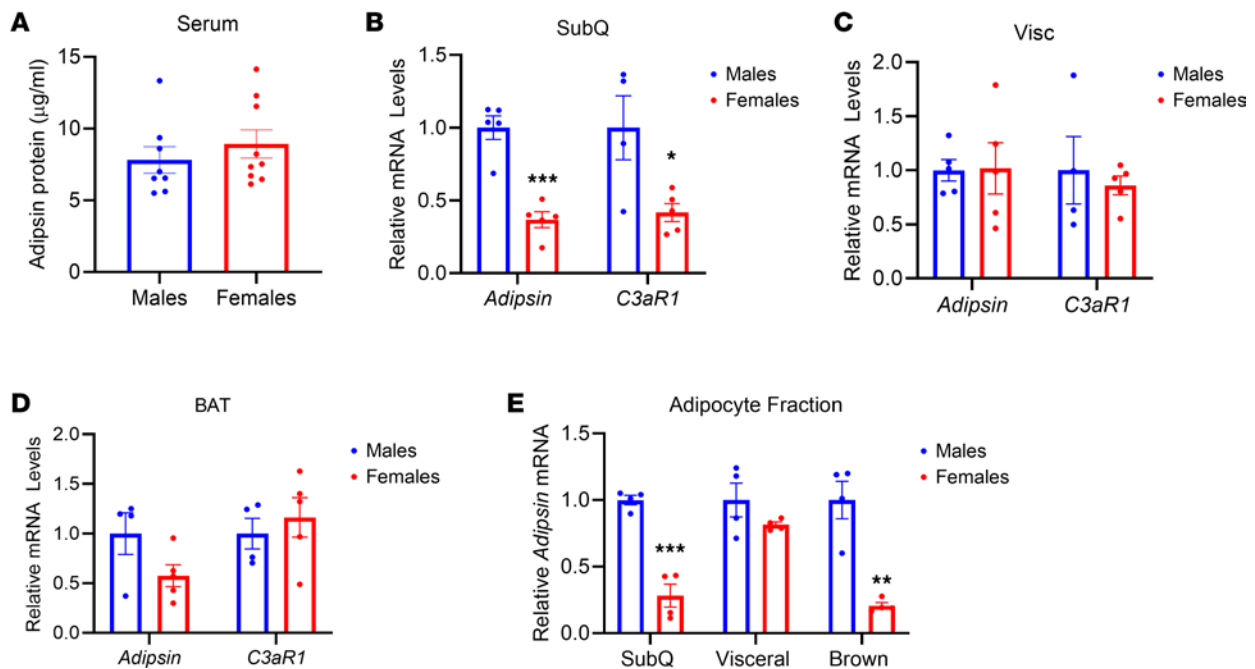 A
Serum
Adipsin protein (µg/ml)
15
10
5
0
Males
Females
B
SubQ
Relative mRNA Levels
1.5
1.0
0.5
0.0
***
*
Adipsin
C3aR1
Males
Females
C
Visc
Relative mRNA Levels
2.0
1.5
1.0
0.5
0.0
Adipsin
C3aR1
Males
Females
D
BAT
Relative mRNA Levels
2.0
1.5
1.0
0.5
0.0
Adipsin
C3aR1
Males
Females
E
Adipocyte Fraction
Relative Adipsin mRNA
1.5
1.0
0.5
0.0
***
**
SubQ
Visceral
Brown
Males
Females